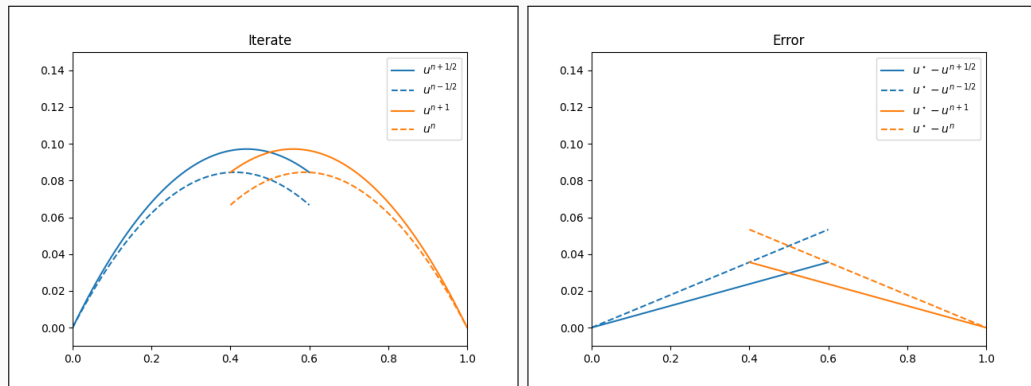 Iterate
0.14
0.12
0.10
0.08
0.06
0.04
0.02
0.00
0.0 0.2 0.4 0.6 0.8 1.0
u^{n+1/2}
u^{n−1/2}
u^{n+1}
u^{n}
Error
0.14
0.12
0.10
0.08
0.06
0.04
0.02
0.00
0.0 0.2 0.4 0.6 0.8 1.0
u^{⋆} − u^{n+1/2}
u^{⋆} − u^{n−1/2}
u^{⋆} − u^{n+1}
u^{⋆} − u^{n}